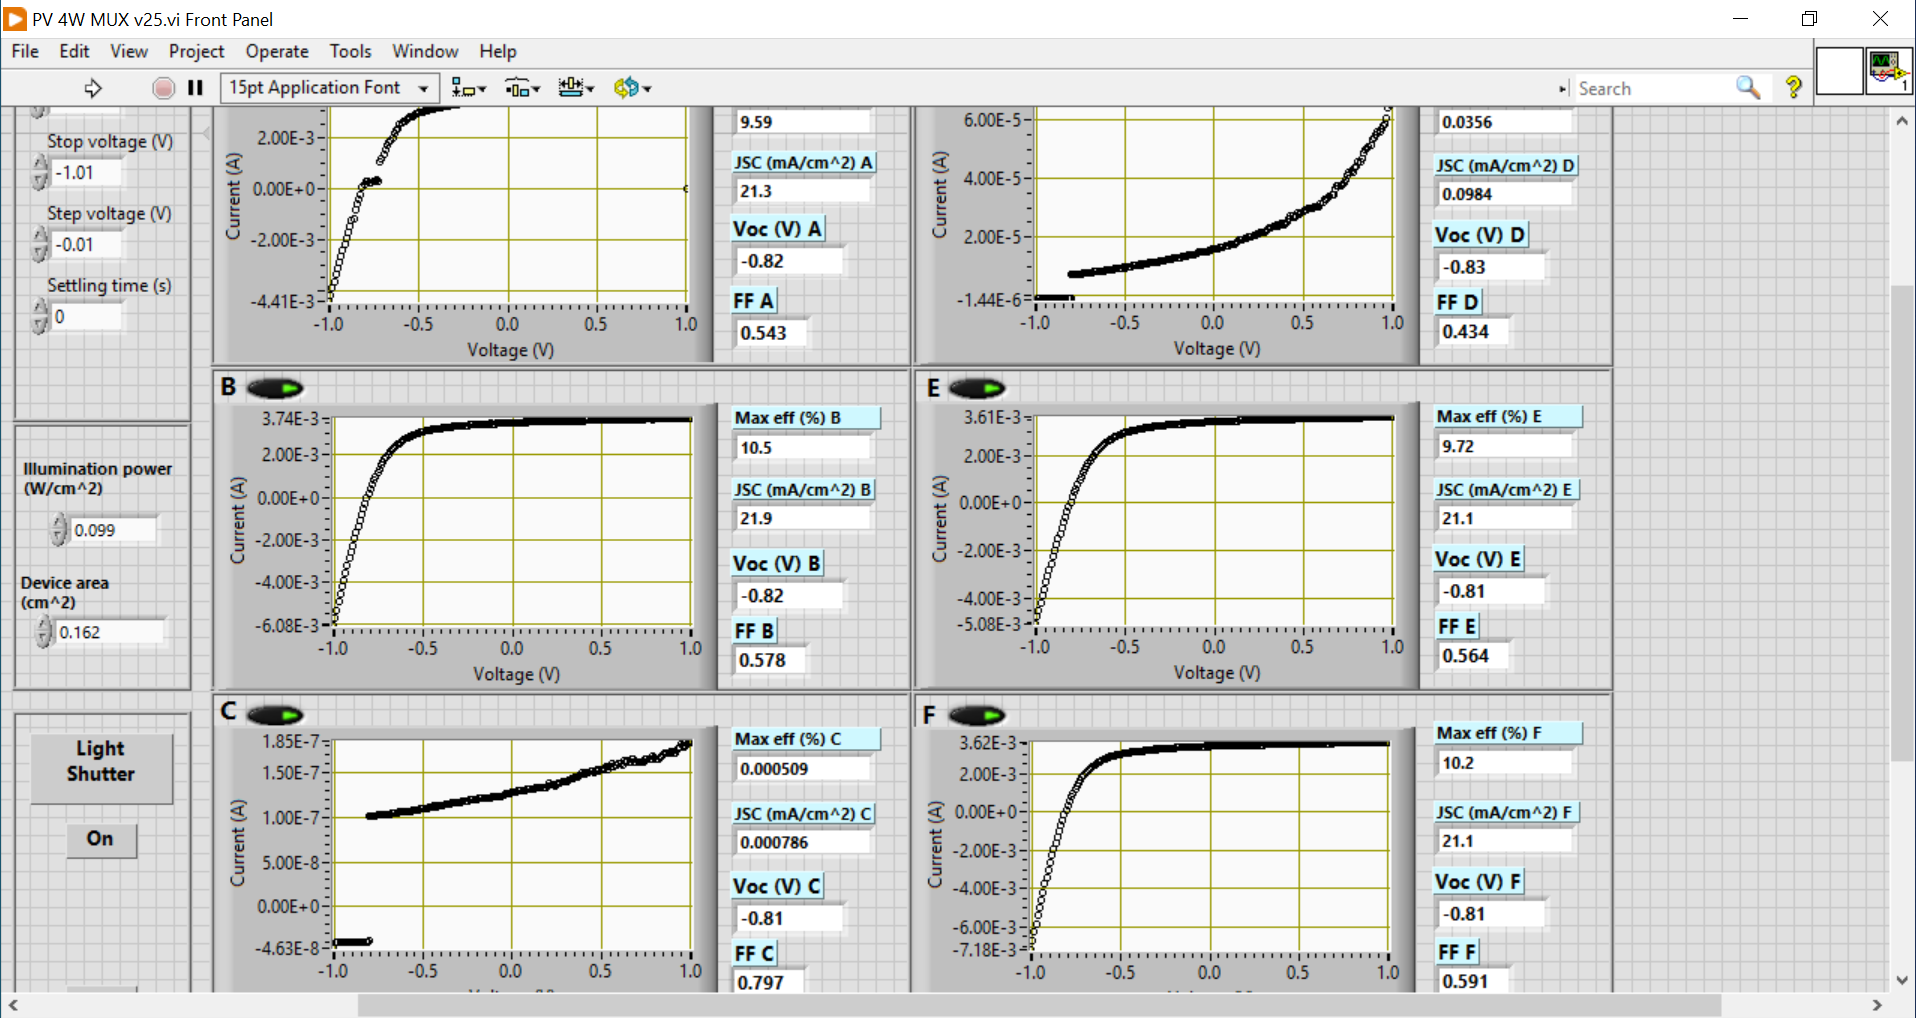 PV 4W MUX v25.vi Front Panel
File Edit View Project Operate Tools Window Help
15pt Application Font
Search
1
Stop voltage (V)
-1.01
Step voltage (V)
-0.01
Settling time (s)
0
Illumination power
(W/cm^2)
0.099
Device area
(cm^2)
0.162
Light
Shutter
On
Current (A)
2.00E-3
0.00E+0
-2.00E-3
-4.41E-3
-1.0 -0.5 0.0 0.5 1.0
Voltage (V)
9.59
JSC (mA/cm^2) A
21.3
Voc (V) A
-0.82
FF A
0.543
Current (A)
6.00E-5
4.00E-5
2.00E-5
-1.44E-6
-1.0 -0.5 0.0 0.5 1.0
Voltage (V)
0.0356
JSC (mA/cm^2) D
0.0984
Voc (V) D
-0.83
FF D
0.434
B
Current (A)
3.74E-3
2.00E-3
0.00E+0
-2.00E-3
-4.00E-3
-6.08E-3
-1.0 -0.5 0.0 0.5 1.0
Voltage (V)
Max eff (%) B
10.5
JSC (mA/cm^2) B
21.9
Voc (V) B
-0.82
FF B
0.578
E
Current (A)
3.61E-3
2.00E-3
0.00E+0
-2.00E-3
-4.00E-3
-5.08E-3
-1.0 -0.5 0.0 0.5 1.0
Voltage (V)
Max eff (%) E
9.72
JSC (mA/cm^2) E
21.1
Voc (V) E
-0.81
FF E
0.564
C
Current (A)
1.85E-7
1.50E-7
1.00E-7
5.00E-8
0.00E+0
-4.63E-8
-1.0 -0.5 0.0 0.5 1.0
Max eff (%) C
0.000509
JSC (mA/cm^2) C
0.000786
Voc (V) C
-0.81
FF C
0.797
F
Current (A)
3.62E-3
2.00E-3
0.00E+0
-2.00E-3
-4.00E-3
-6.00E-3
-7.18E-3
-1.0 -0.5 0.0 0.5 1.0
Max eff (%) F
10.2
JSC (mA/cm^2) F
21.1
Voc (V) F
-0.81
FF F
0.591